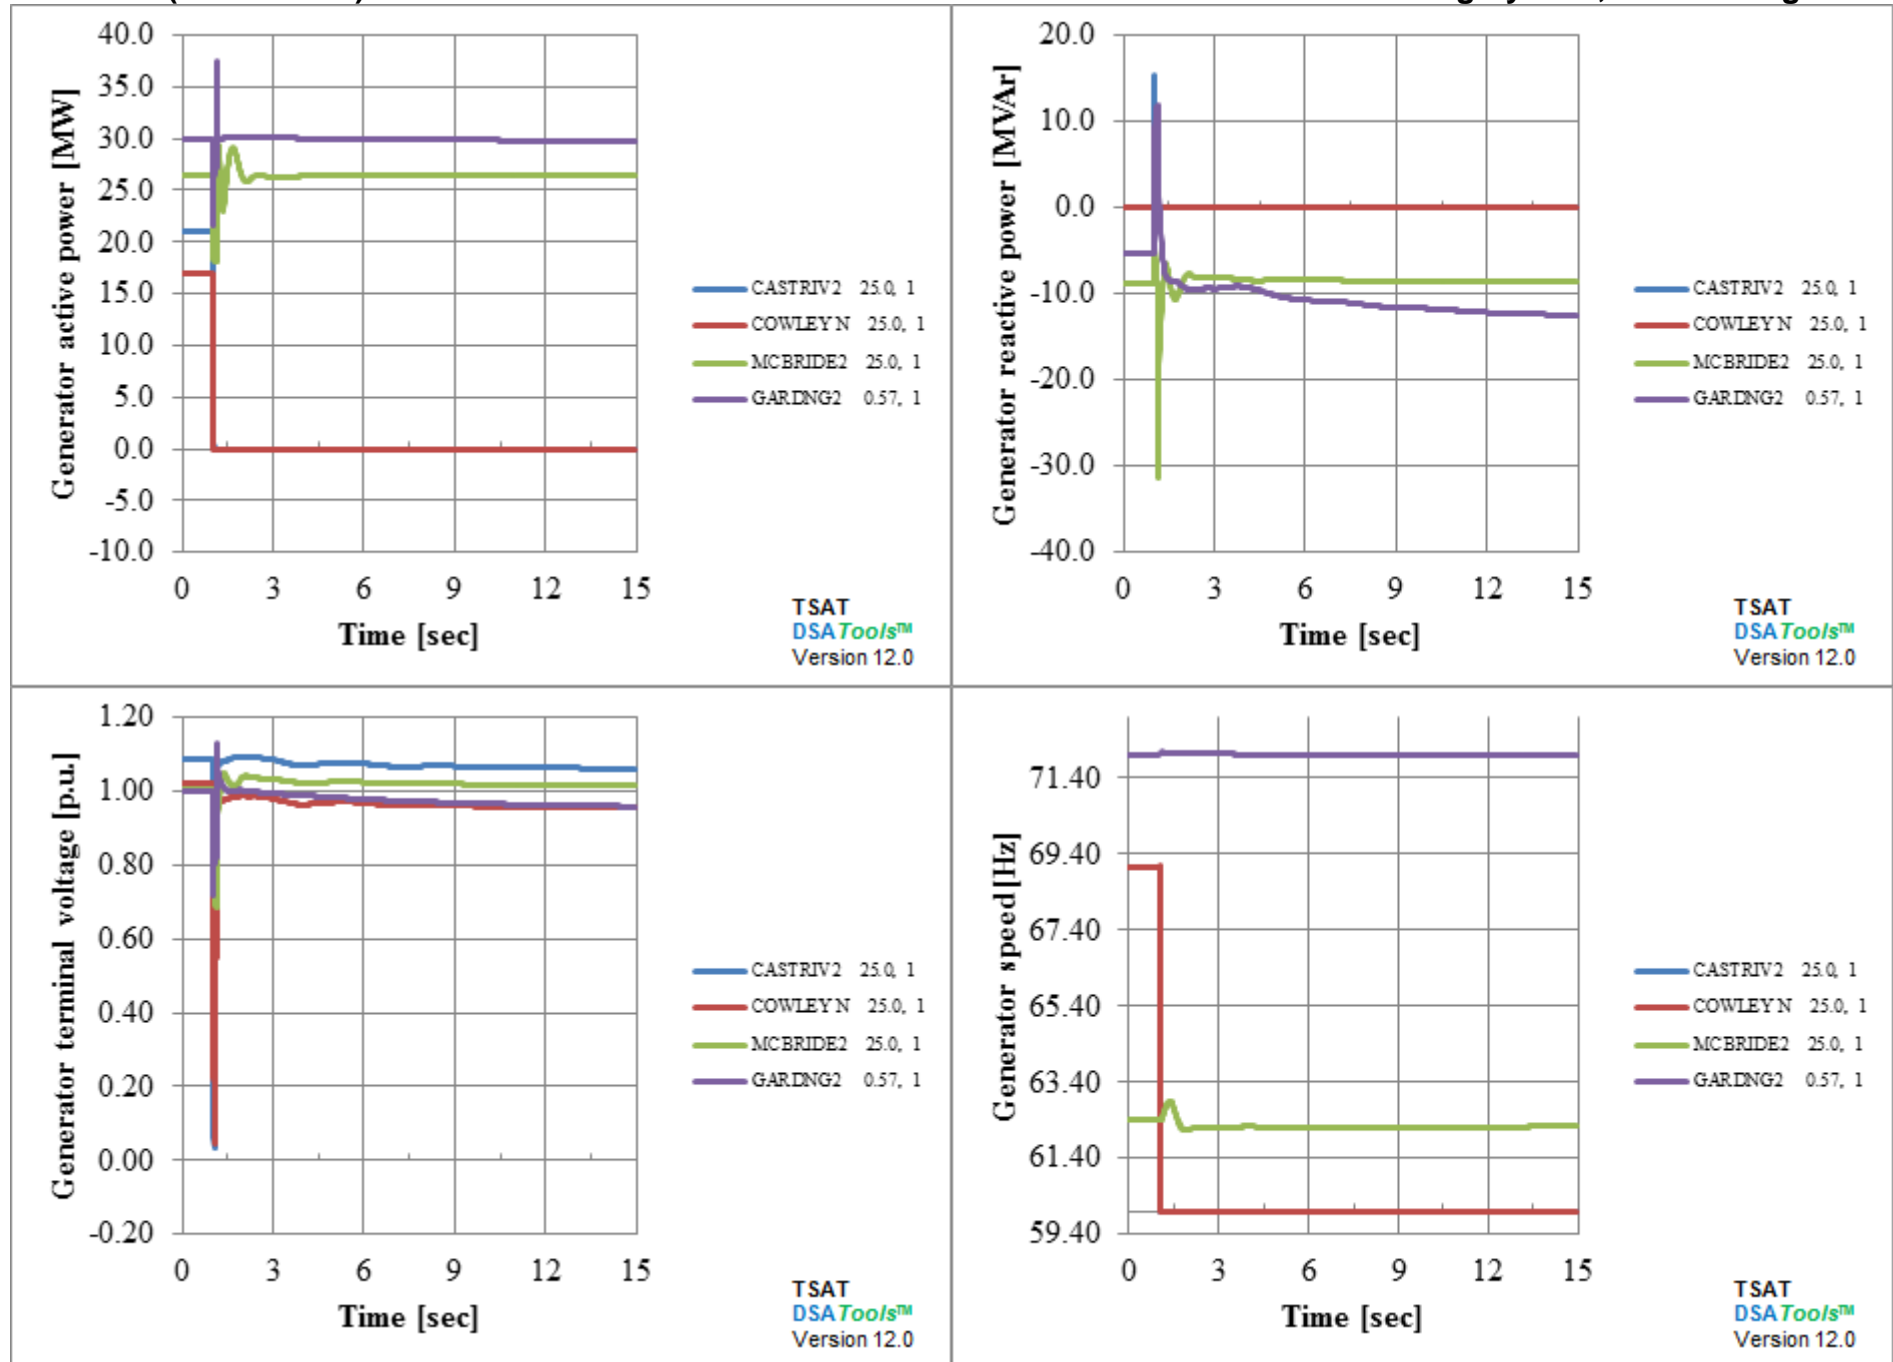 Generator active power [MW]
40.0
35.0
30.0
25.0
20.0
15.0
10.0
5.0
0.0
-5.0
-10.0
0 3 6 9 12 15
Time [sec]
CASTRIV2 25.0, 1
COWLEY N 25.0, 1
MCBRIDE2 25.0, 1
GARDNG2 0.57, 1
TSAT
DSATools™
Version 12.0
Generator reactive power [MVAr]
20.0
10.0
0.0
-10.0
-20.0
-30.0
-40.0
0 3 6 9 12 15
Time [sec]
CASTRIV2 25.0, 1
COWLEY N 25.0, 1
MCBRIDE2 25.0, 1
GARDNG2 0.57, 1
TSAT
DSATools™
Version 12.0
Generator terminal voltage [p.u.]
1.20
1.00
0.80
0.60
0.40
0.20
0.00
-0.20
0 3 6 9 12 15
Time [sec]
CASTRIV2 25.0, 1
COWLEY N 25.0, 1
MCBRIDE2 25.0, 1
GARDNG2 0.57, 1
TSAT
DSATools™
Version 12.0
Generator speed[Hz]
71.40
69.40
67.40
65.40
63.40
61.40
59.40
0 3 6 9 12 15
Time [sec]
CASTRIV2 25.0, 1
COWLEY N 25.0, 1
MCBRIDE2 25.0, 1
GARDNG2 0.57, 1
TSAT
DSATools™
Version 12.0